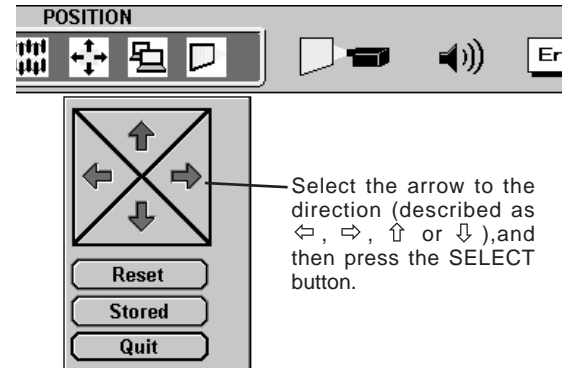 POSITION
Er
Select the arrow to the
direction (described as
⇦ , ⇨ , ⇧ or ⇩ ),and
then press the SELECT
button.
Reset
Stored
Quit